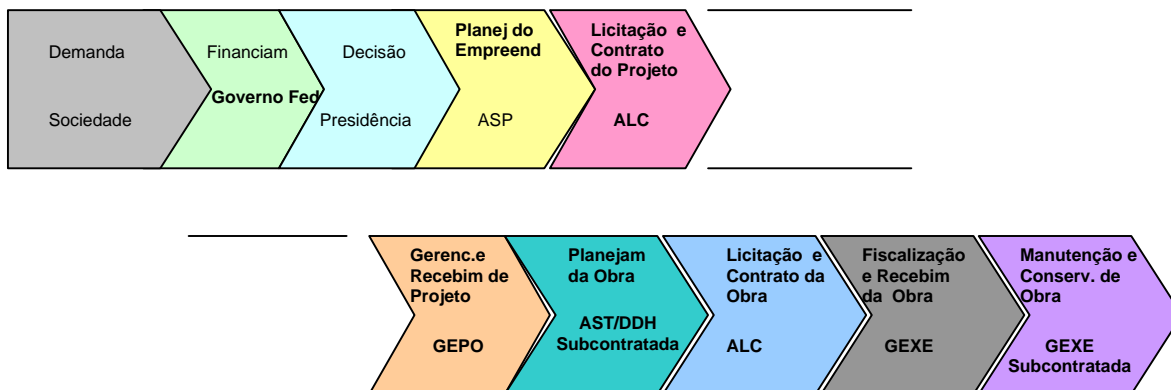 Demanda
Sociedade
Financiam
Governo Fed
Decisão
Presidência
Planej do
Empreend
ASP
Licitação e
Contrato
do Projeto
ALC
Gerenc.e
Recebim de
Projeto
GEPO
Planejam
da Obra
AST/DDH
Subcontratada
Licitação e
Contrato da
Obra
ALC
Fiscalização
e Recebim
da Obra
GEXE
Manutenção e
Conserv. de
Obra
GEXE
Subcontratada